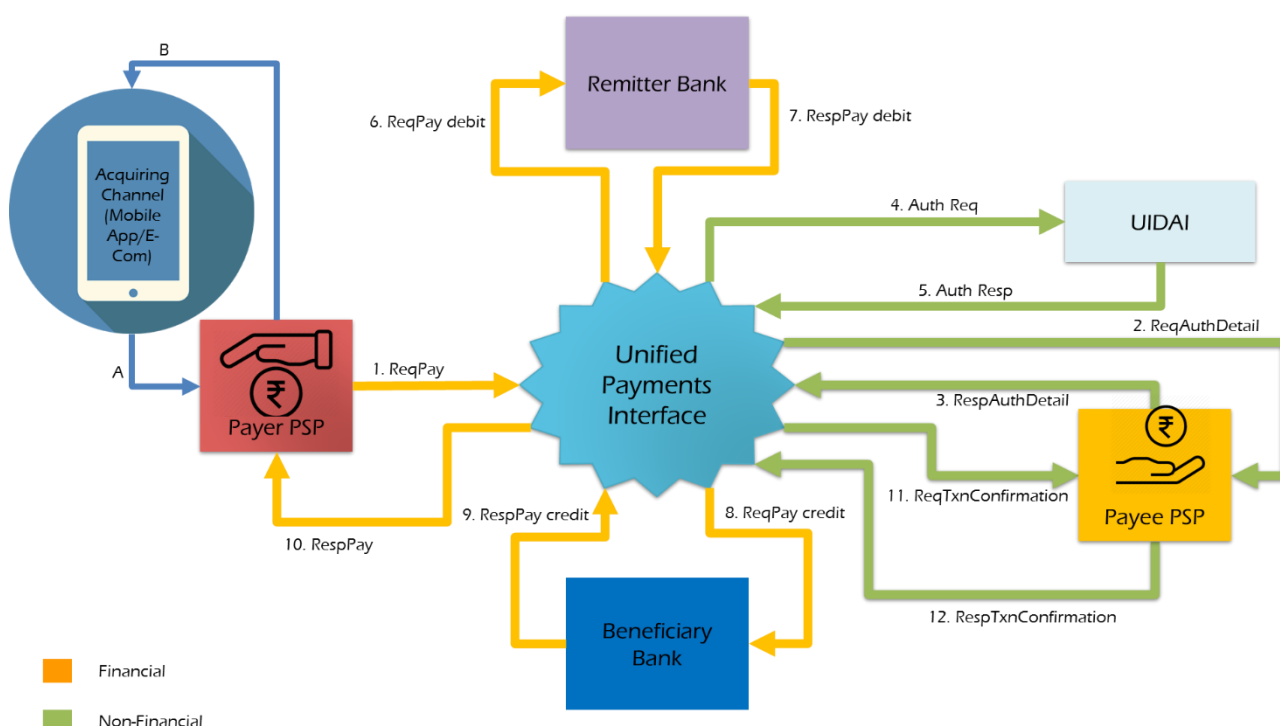 B
Remitter Bank
6. ReqPay debit
7. RespPay debit
Acquiring
Channel
(Mobile
App/E-
Com)
4. Auth Req
UIDAI
5. Auth Resp
2. ReqAuthDetail
A
₹
Payer PSP
1. ReqPay
Unified
Payments
Interface
3. RespAuthDetail
₹
Payee PSP
11. ReqTxnConfirmation
9. RespPay credit
8. ReqPay credit
10. RespPay
12. RespTxnConfirmation
Beneficiary
Bank
Financial
Non-Financial